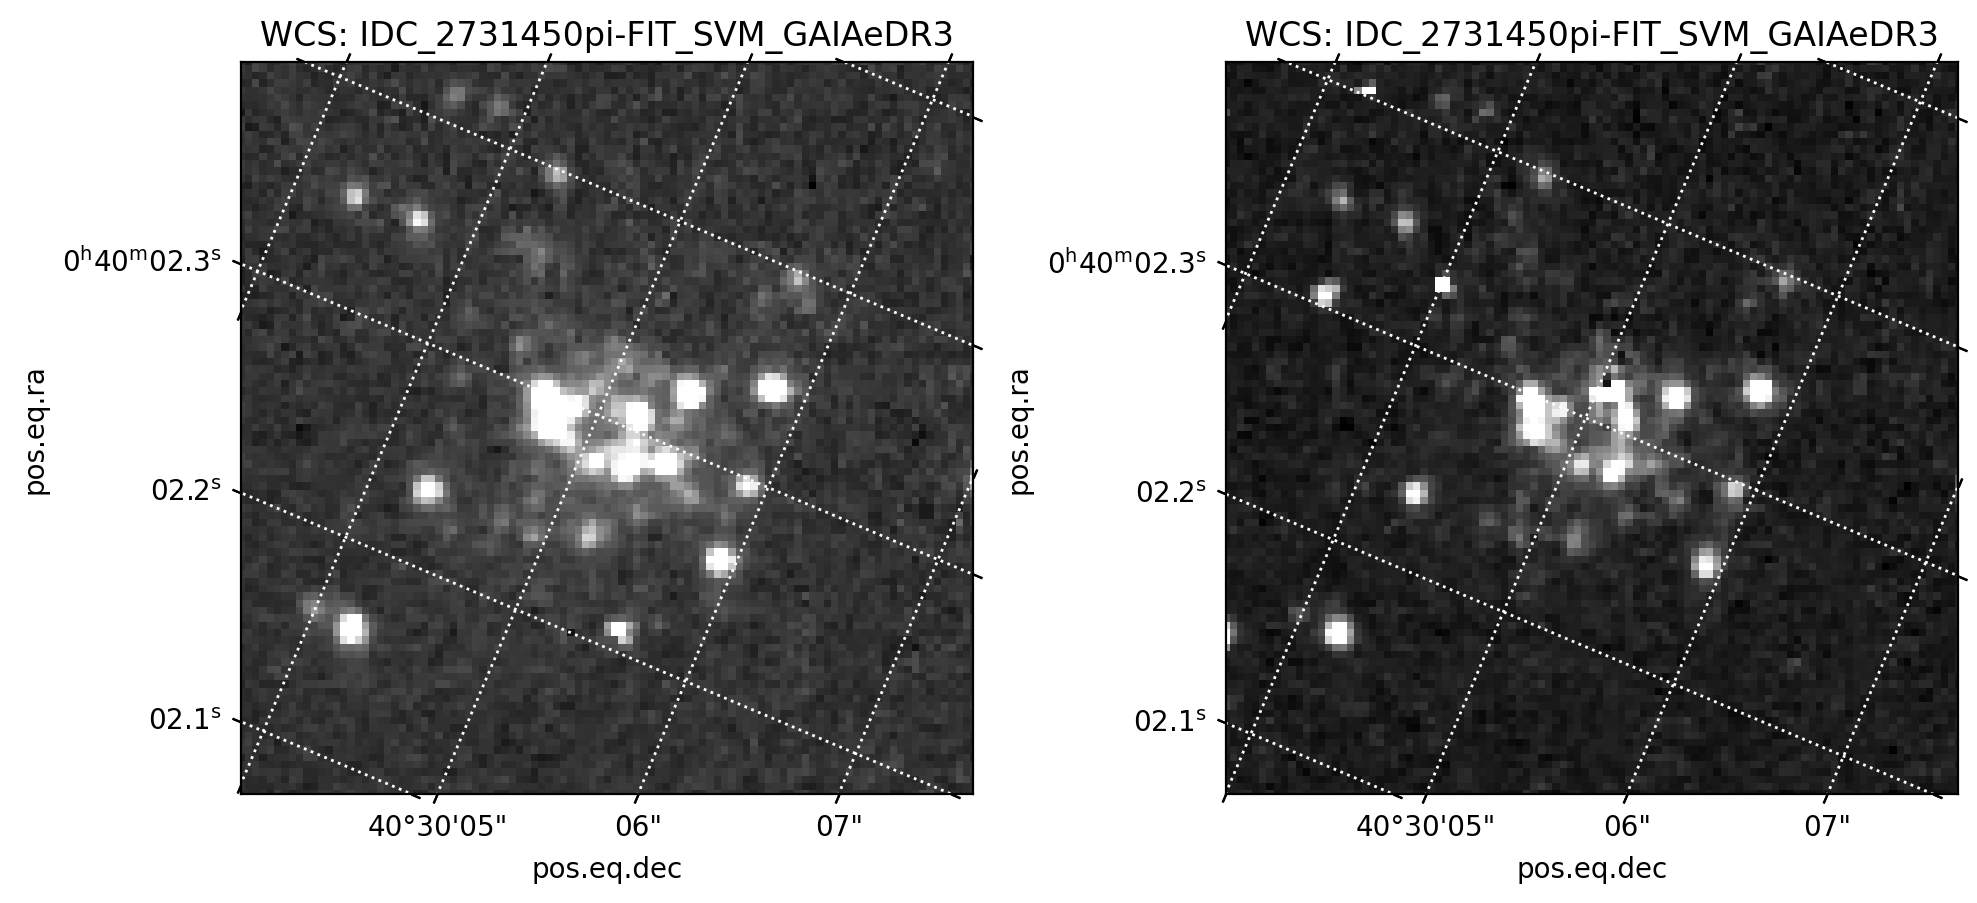 WCS: IDC_2731450pi-FIT_SVM_GAIAeDR3
pos.eq.ra
0h40m02.3s
02.2s
02.1s
40°30'05"
06"
07"
pos.eq.dec
WCS: IDC_2731450pi-FIT_SVM_GAIAeDR3
pos.eq.ra
0h40m02.3s
02.2s
02.1s
40°30'05"
06"
07"
pos.eq.dec